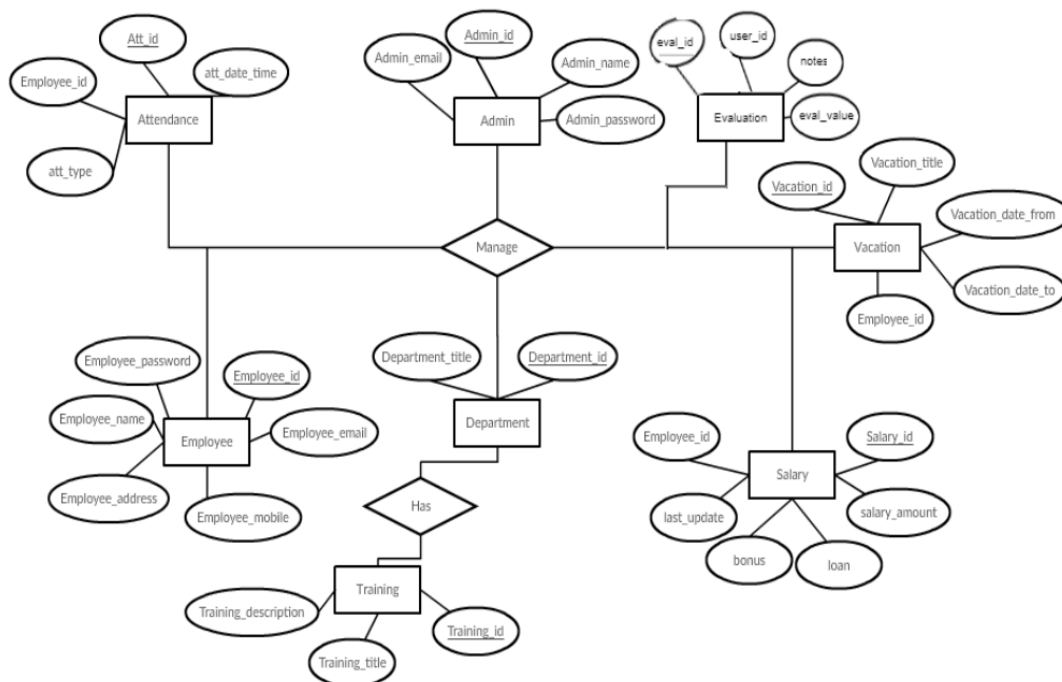 Att_id
Employee_id
att_date_time
Attendance
att_type
Admin_id
Admin_email
Admin_name
Admin
Admin_password
eval_id
user_id
notes
Evaluation
eval_value
Vacation_title
Vacation_id
Vacation_date_from
Vacation
Vacation_date_to
Employee_id
Manage
Employee_password
Employee_id
Employee_name
Employee_email
Employee
Employee_address
Employee_mobile
Department_title
Department_id
Department
Has
Training
Training_description
Training_id
Training_title
Employee_id
Salary_id
Salary
last_update
salary_amount
bonus
loan